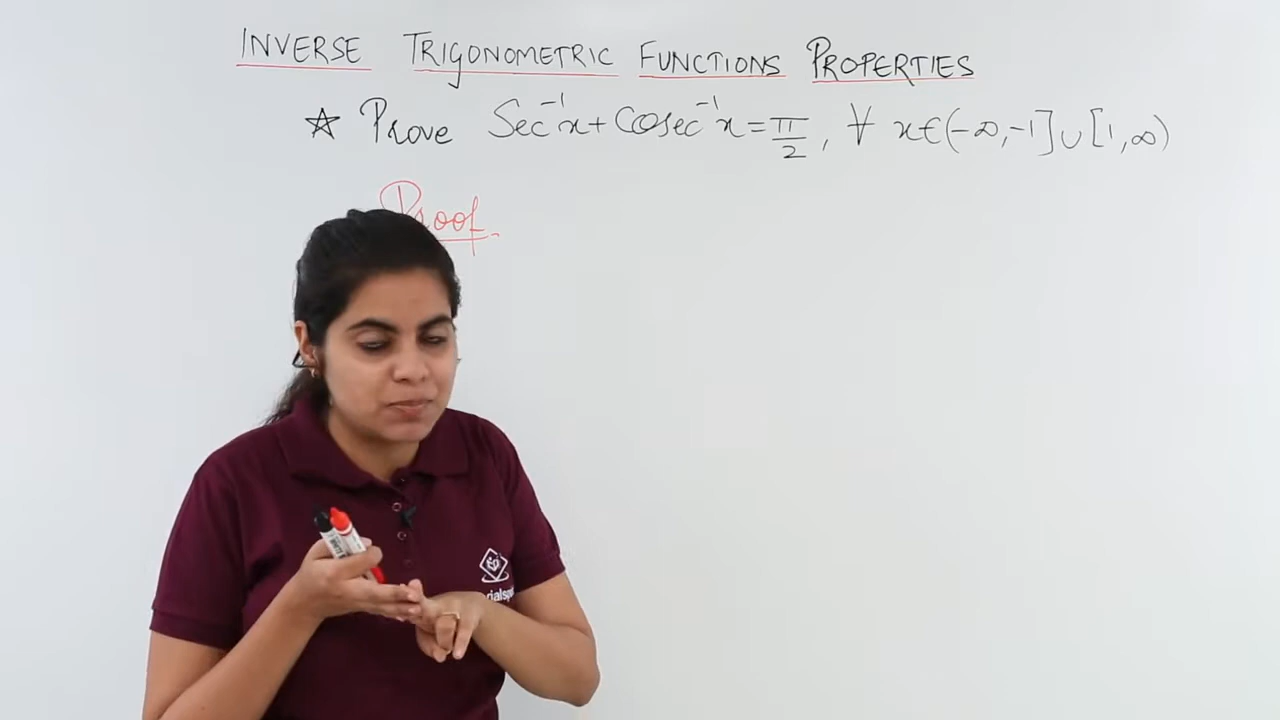 INVERSE TRIGONOMETRIC FUNCTIONS PROPERTIES
☆ Prove Sec⁻¹x + Cosec⁻¹x = π/2, ∀ x∈(-∞,-1]∪[1,∞)
Proof